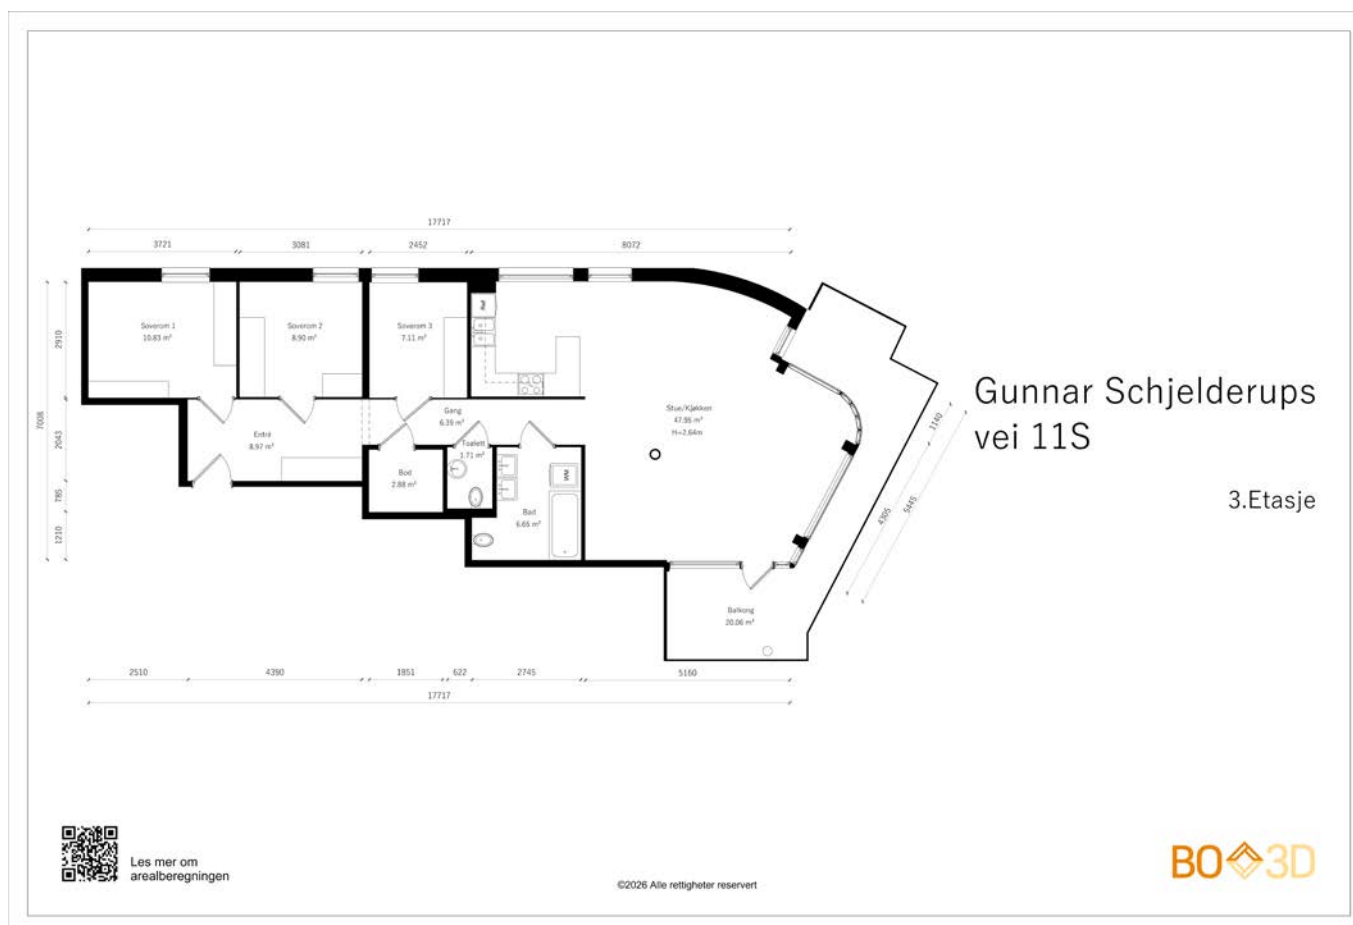 17717
3721
3081
2452
8072
7008
2910
2043
785
1210
Soverom 1
10.83 m²
Soverom 2
8.90 m²
Soverom 3
7.11 m²
Ref
Gang
6.39 m²
Entré
8.97 m²
Toalett
1.71 m²
Bod
2.88 m²
WM
Bad
6.65 m²
Stue/Kjøkken
47.95 m²
H=2.64m
Balkong
20.06 m²
1140
4305
5445
2510
4390
1851
622
2745
5160
17717
Gunnar Schjelderups
vei 11S
3.Etasje
Les mer om
arealberegningen
©2026 Alle rettigheter reservert
BO 3D